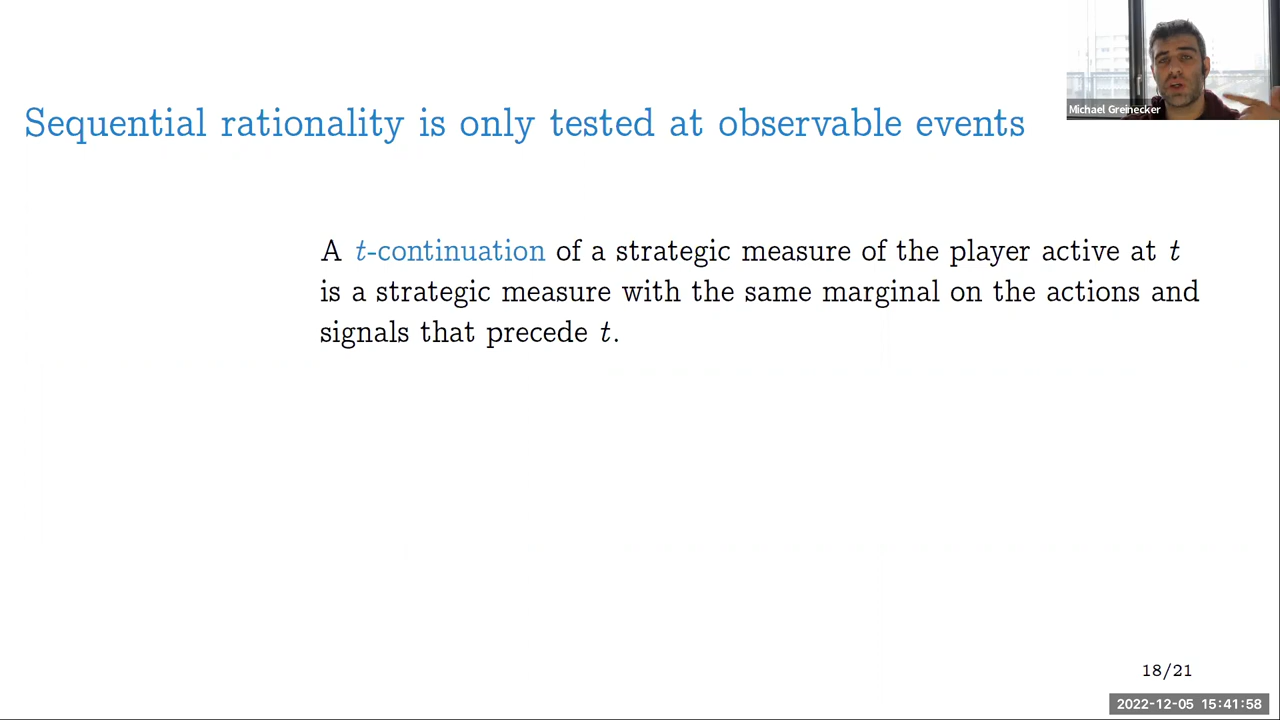 Michael Greinecker
Sequential rationality is only tested at observable events
A t-continuation of a strategic measure of the player active at t
is a strategic measure with the same marginal on the actions and
signals that precede t.
18/21
2022-12-05 15:41:58